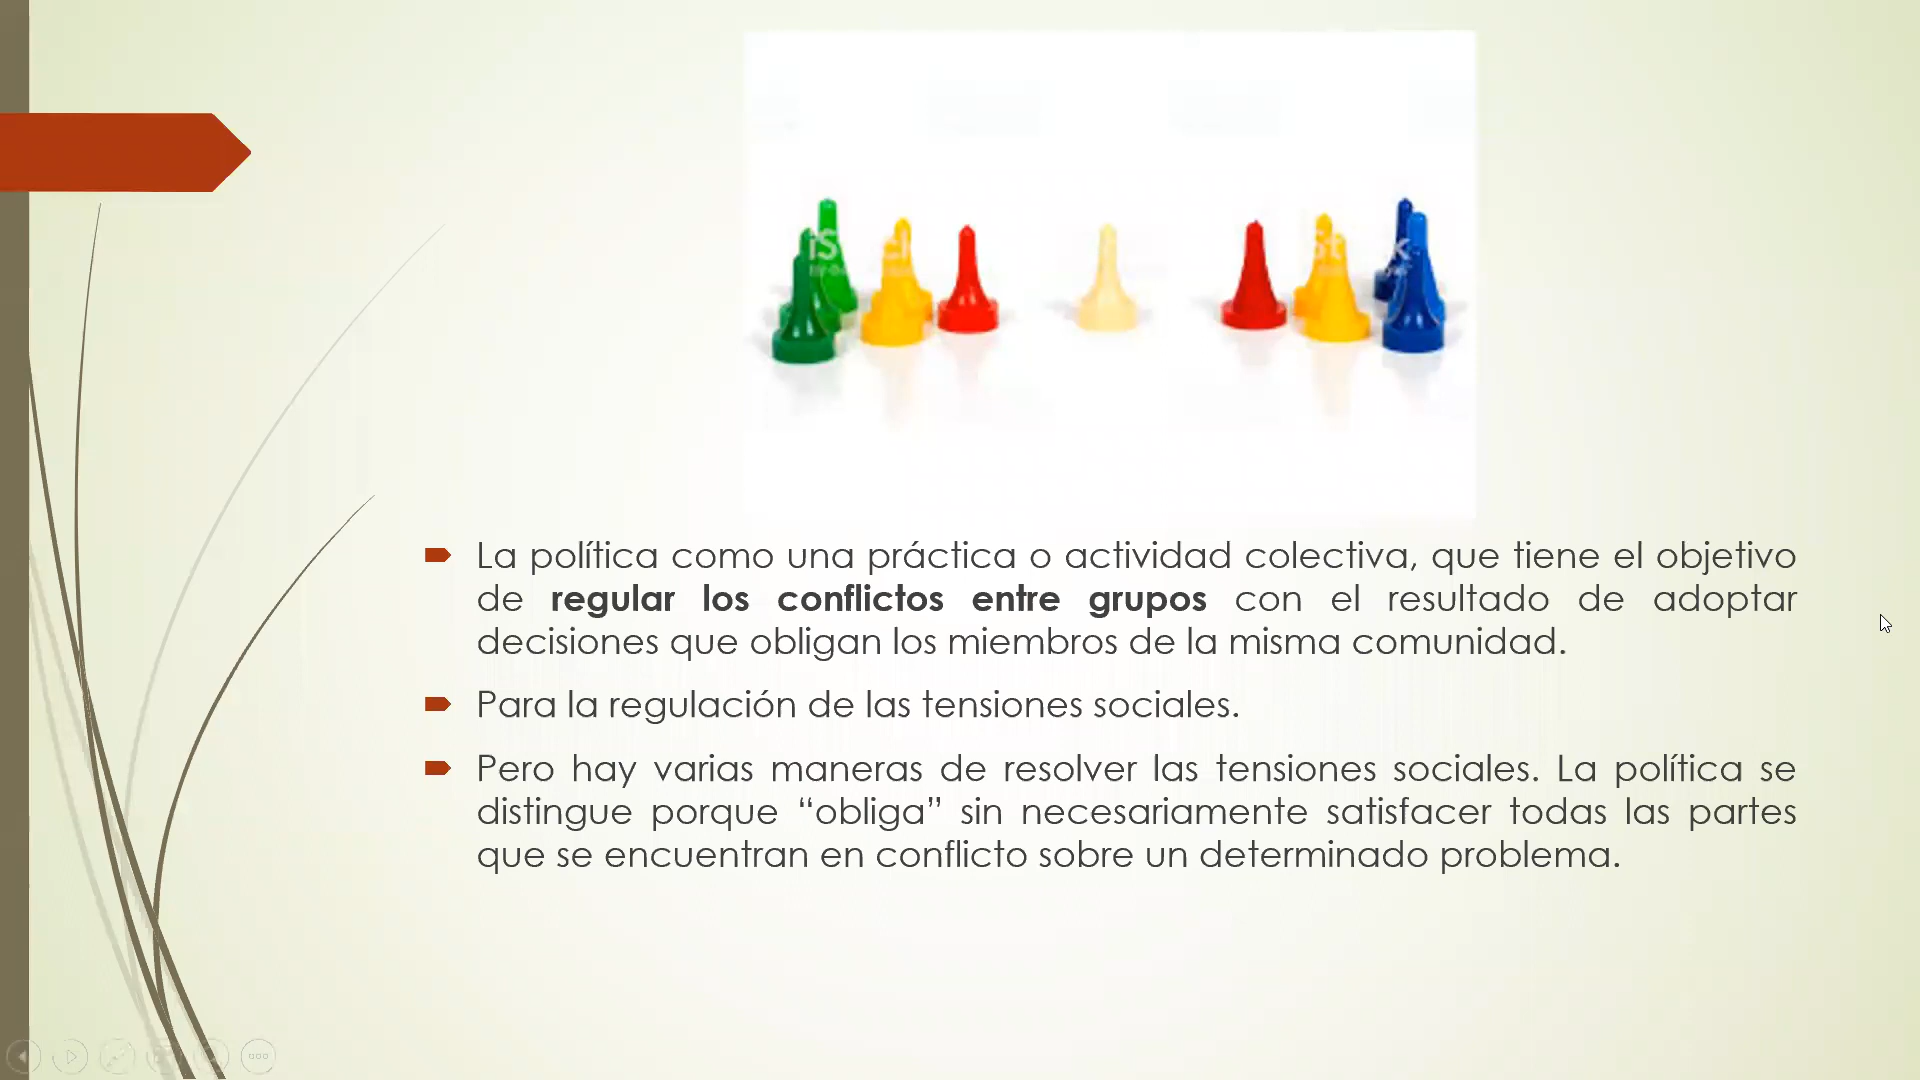 La política como una práctica o actividad colectiva, que tiene el objetivo
de regular los conflictos entre grupos con el resultado de adoptar
decisiones que obligan los miembros de la misma comunidad.
Para la regulación de las tensiones sociales.
Pero hay varias maneras de resolver las tensiones sociales. La política se
distingue porque “obliga” sin necesariamente satisfacer todas las partes
que se encuentran en conflicto sobre un determinado problema.